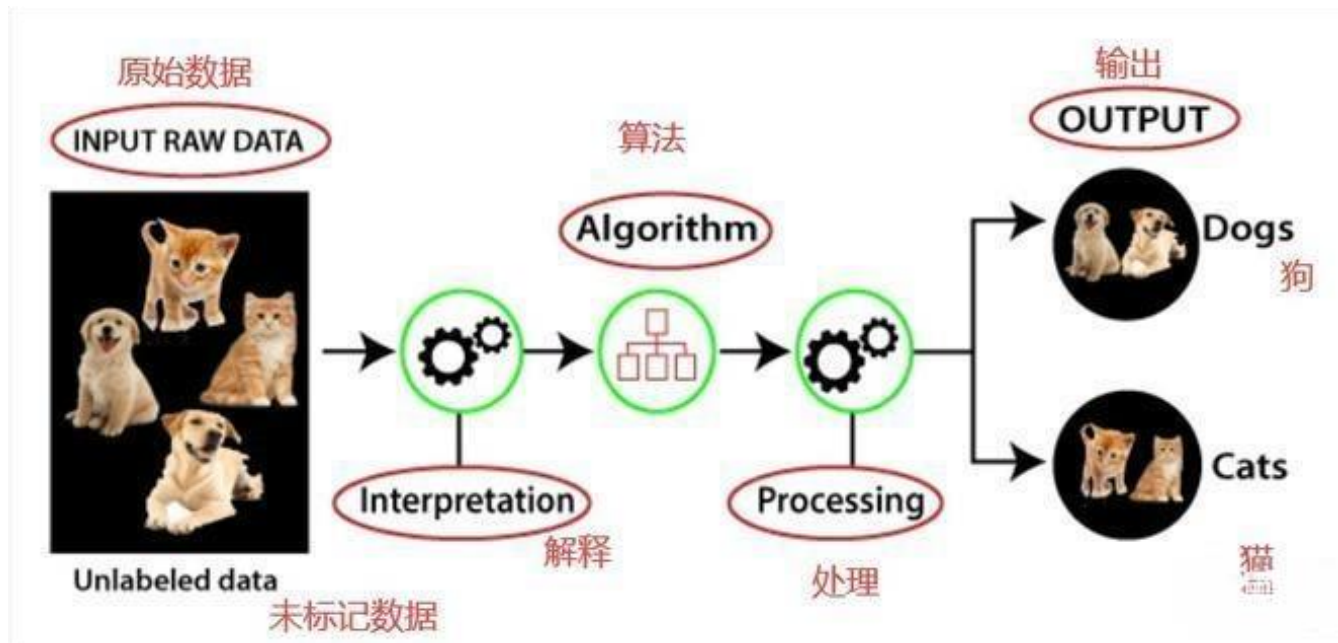 原始数据
INPUT RAW DATA
输出
OUTPUT
算法
Algorithm
Dogs
狗
Interpretation
解释
Processing
处理
Cats
猫
Unlabeled data
未标记数据